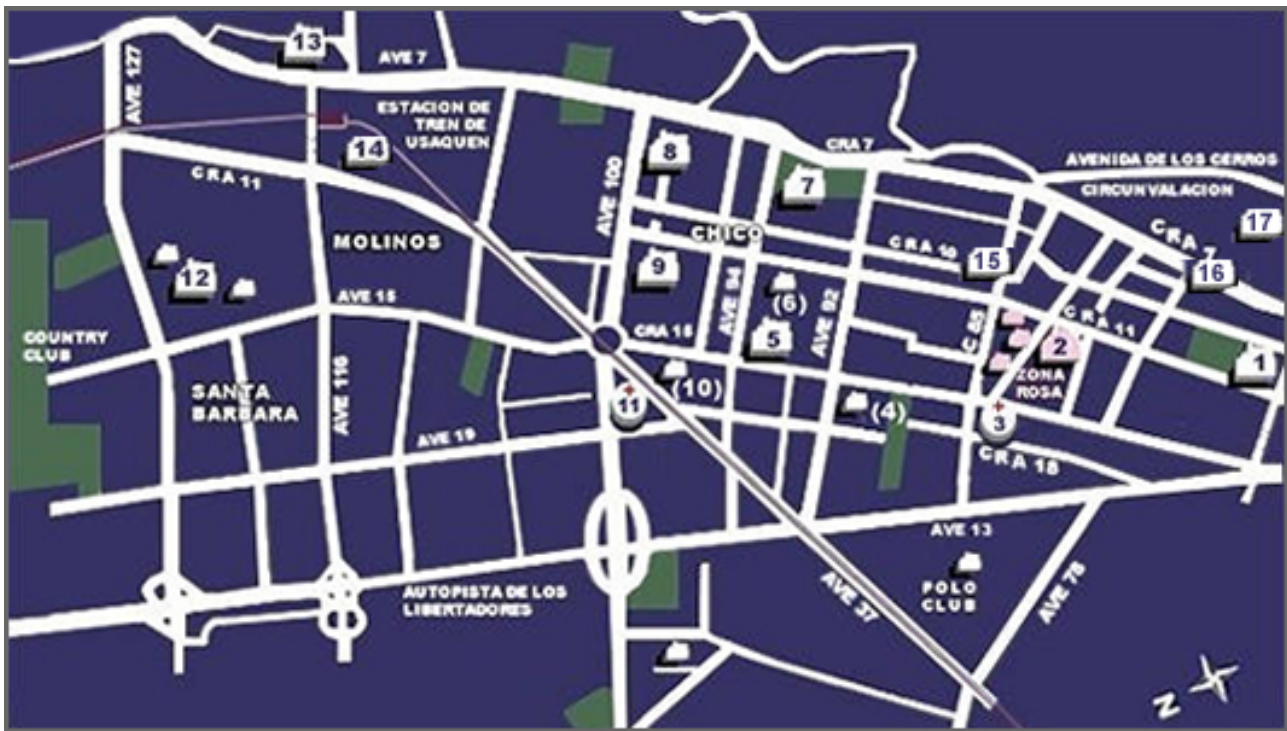 13
AVE 127
AVE 7
ESTACION DE
TREN DE
USAQUEN
14
8
CRA 7
AVENIDA DE LOS CERROS
CIRCUNVALACION
CRA 11
AVE 100
7
17
MOLINOS
CHICO
CRA 10
CRA 7
15
16
12
9
(6)
AVE 15
AVE 94
AVE 92
CRA 11
COUNTRY
CLUB
CRA 15
5
C 85
2
1
ZONA
ROSA
SANTA
BARBARA
AVE 116
(10)
11
(4)
3
AVE 19
CRA 18
AVE 13
AUTOPISTA DE LOS
LIBERTADORES
AVE 37
POLO
CLUB
AVE 78
N